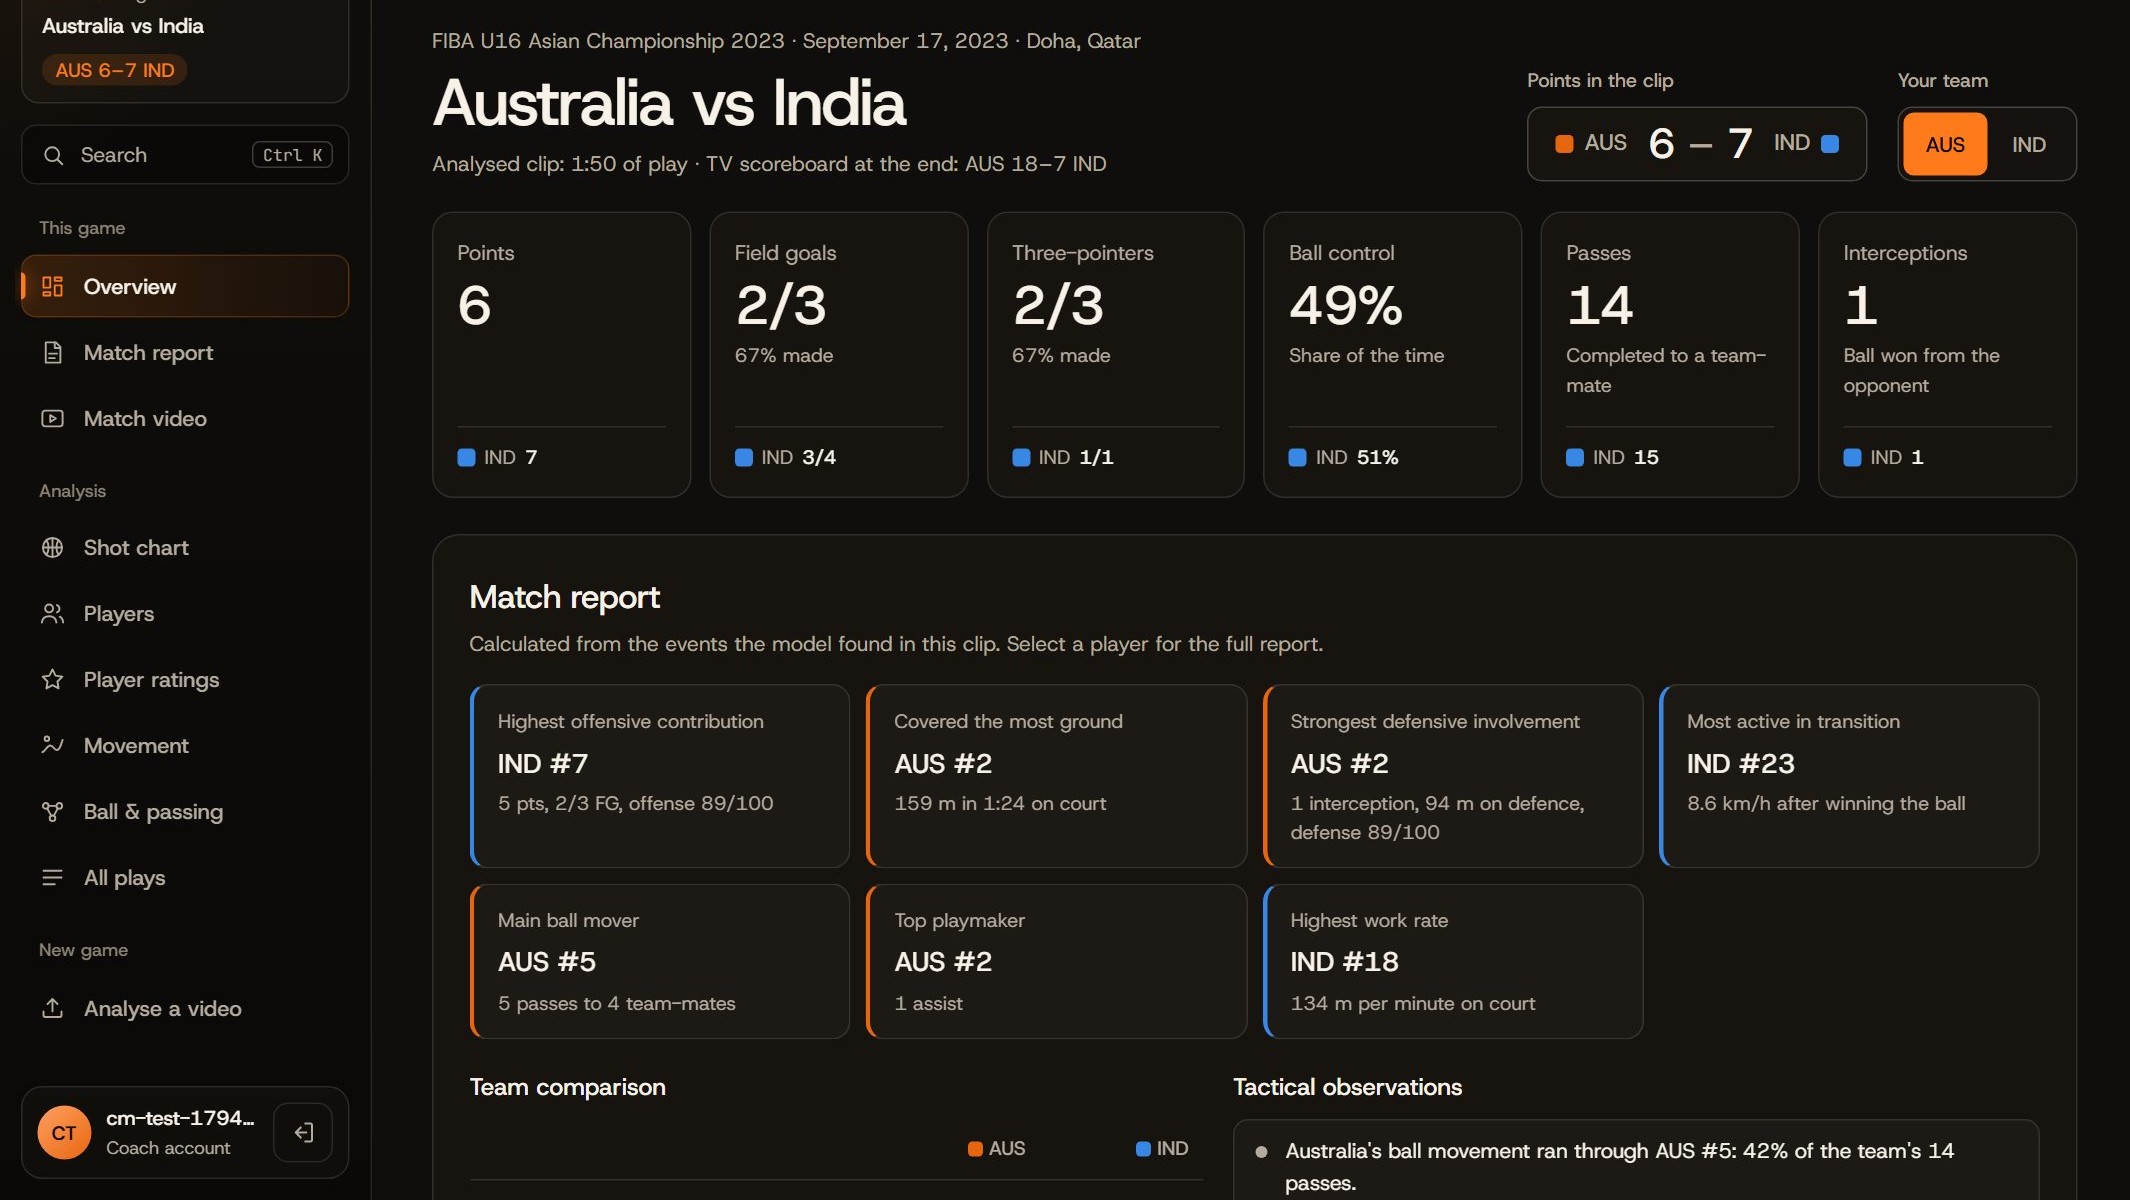 Australia vs India
AUS 6–7 IND
Search
Ctrl K
This game
Overview
Match report
Match video
Analysis
Shot chart
Players
Player ratings
Movement
Ball & passing
All plays
New game
Analyse a video
CT
cm-test-1794…
Coach account
FIBA U16 Asian Championship 2023 · September 17, 2023 · Doha, Qatar
Australia vs India
Analysed clip: 1:50 of play · TV scoreboard at the end: AUS 18–7 IND
Points in the clip
AUS 6 – 7 IND
Your team
AUS
IND
Points
6
IND 7
Field goals
2/3
67% made
IND 3/4
Three-pointers
2/3
67% made
IND 1/1
Ball control
49%
Share of the time
IND 51%
Passes
14
Completed to a team-
mate
IND 15
Interceptions
1
Ball won from the
opponent
IND 1
Match report
Calculated from the events the model found in this clip. Select a player for the full report.
Highest offensive contribution
IND #7
5 pts, 2/3 FG, offense 89/100
Covered the most ground
AUS #2
159 m in 1:24 on court
Strongest defensive involvement
AUS #2
1 interception, 94 m on defence,
defense 89/100
Most active in transition
IND #23
8.6 km/h after winning the ball
Main ball mover
AUS #5
5 passes to 4 team-mates
Top playmaker
AUS #2
1 assist
Highest work rate
IND #18
134 m per minute on court
Team comparison
AUS
IND
Tactical observations
Australia's ball movement ran through AUS #5: 42% of the team's 14
passes.